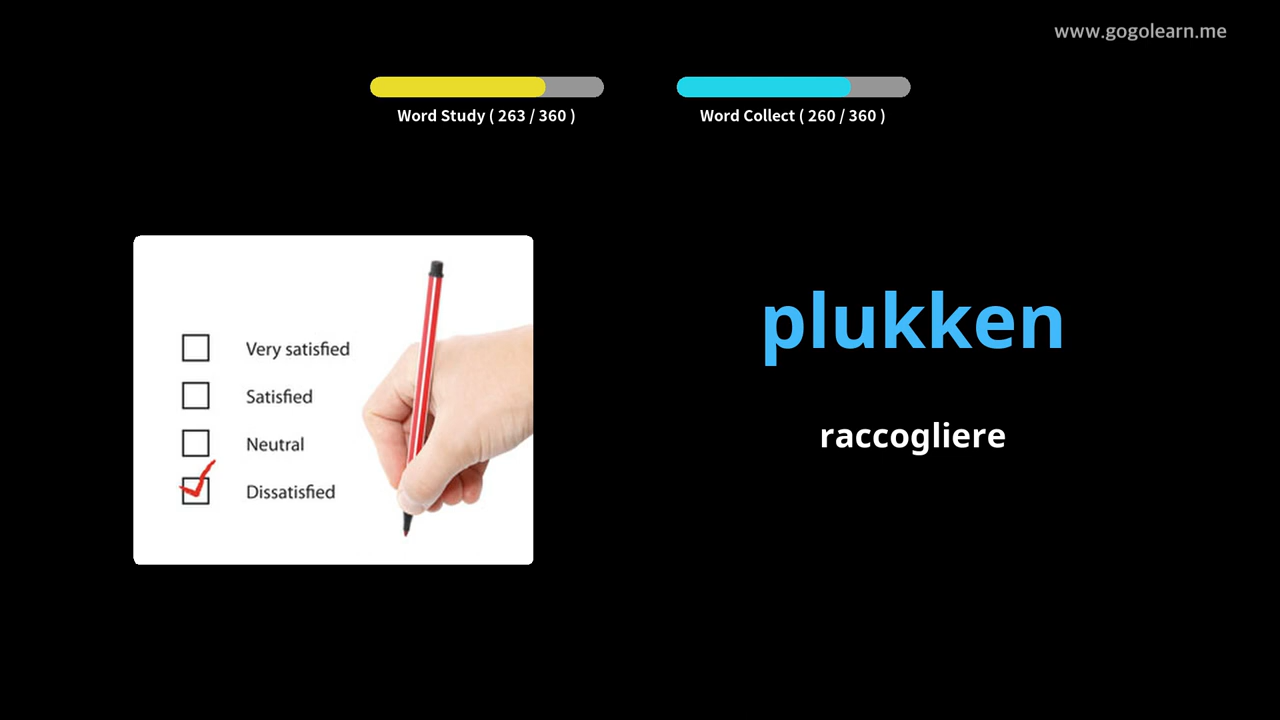 www.gogolearn.me
Word Study ( 263 / 360 )
Word Collect ( 260 / 360 )
Very satisfied
Satisfied
Neutral
Dissatisfied
plukken
raccogliere